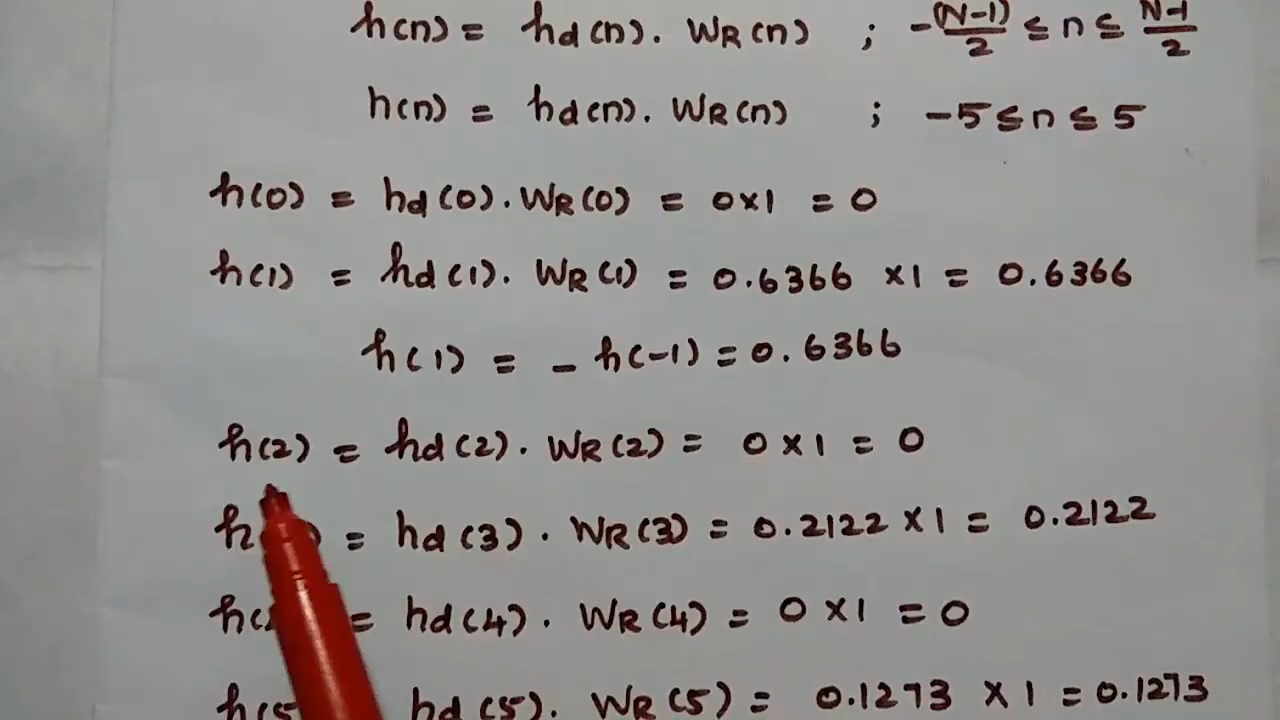 h(n) = hd(n). WR(n) ; -(N-1)/2 ≤ n ≤ N-1/2
h(n) = hd(n). WR(n) ; -5 ≤ n ≤ 5
h(0) = hd(0). WR(0) = 0×1 = 0
h(1) = hd(1). WR(1) = 0.6366 ×1 = 0.6366
h(1) = - h(-1) = 0.6366
h(2) = hd(2). WR(2) = 0 × 1 = 0
h = hd(3). WR(3) = 0.2122 × 1 = 0.2122
h( = hd(4). WR(4) = 0 × 1 = 0
h(5 hd(5). WR(5) = 0.1273 × 1 = 0.1273